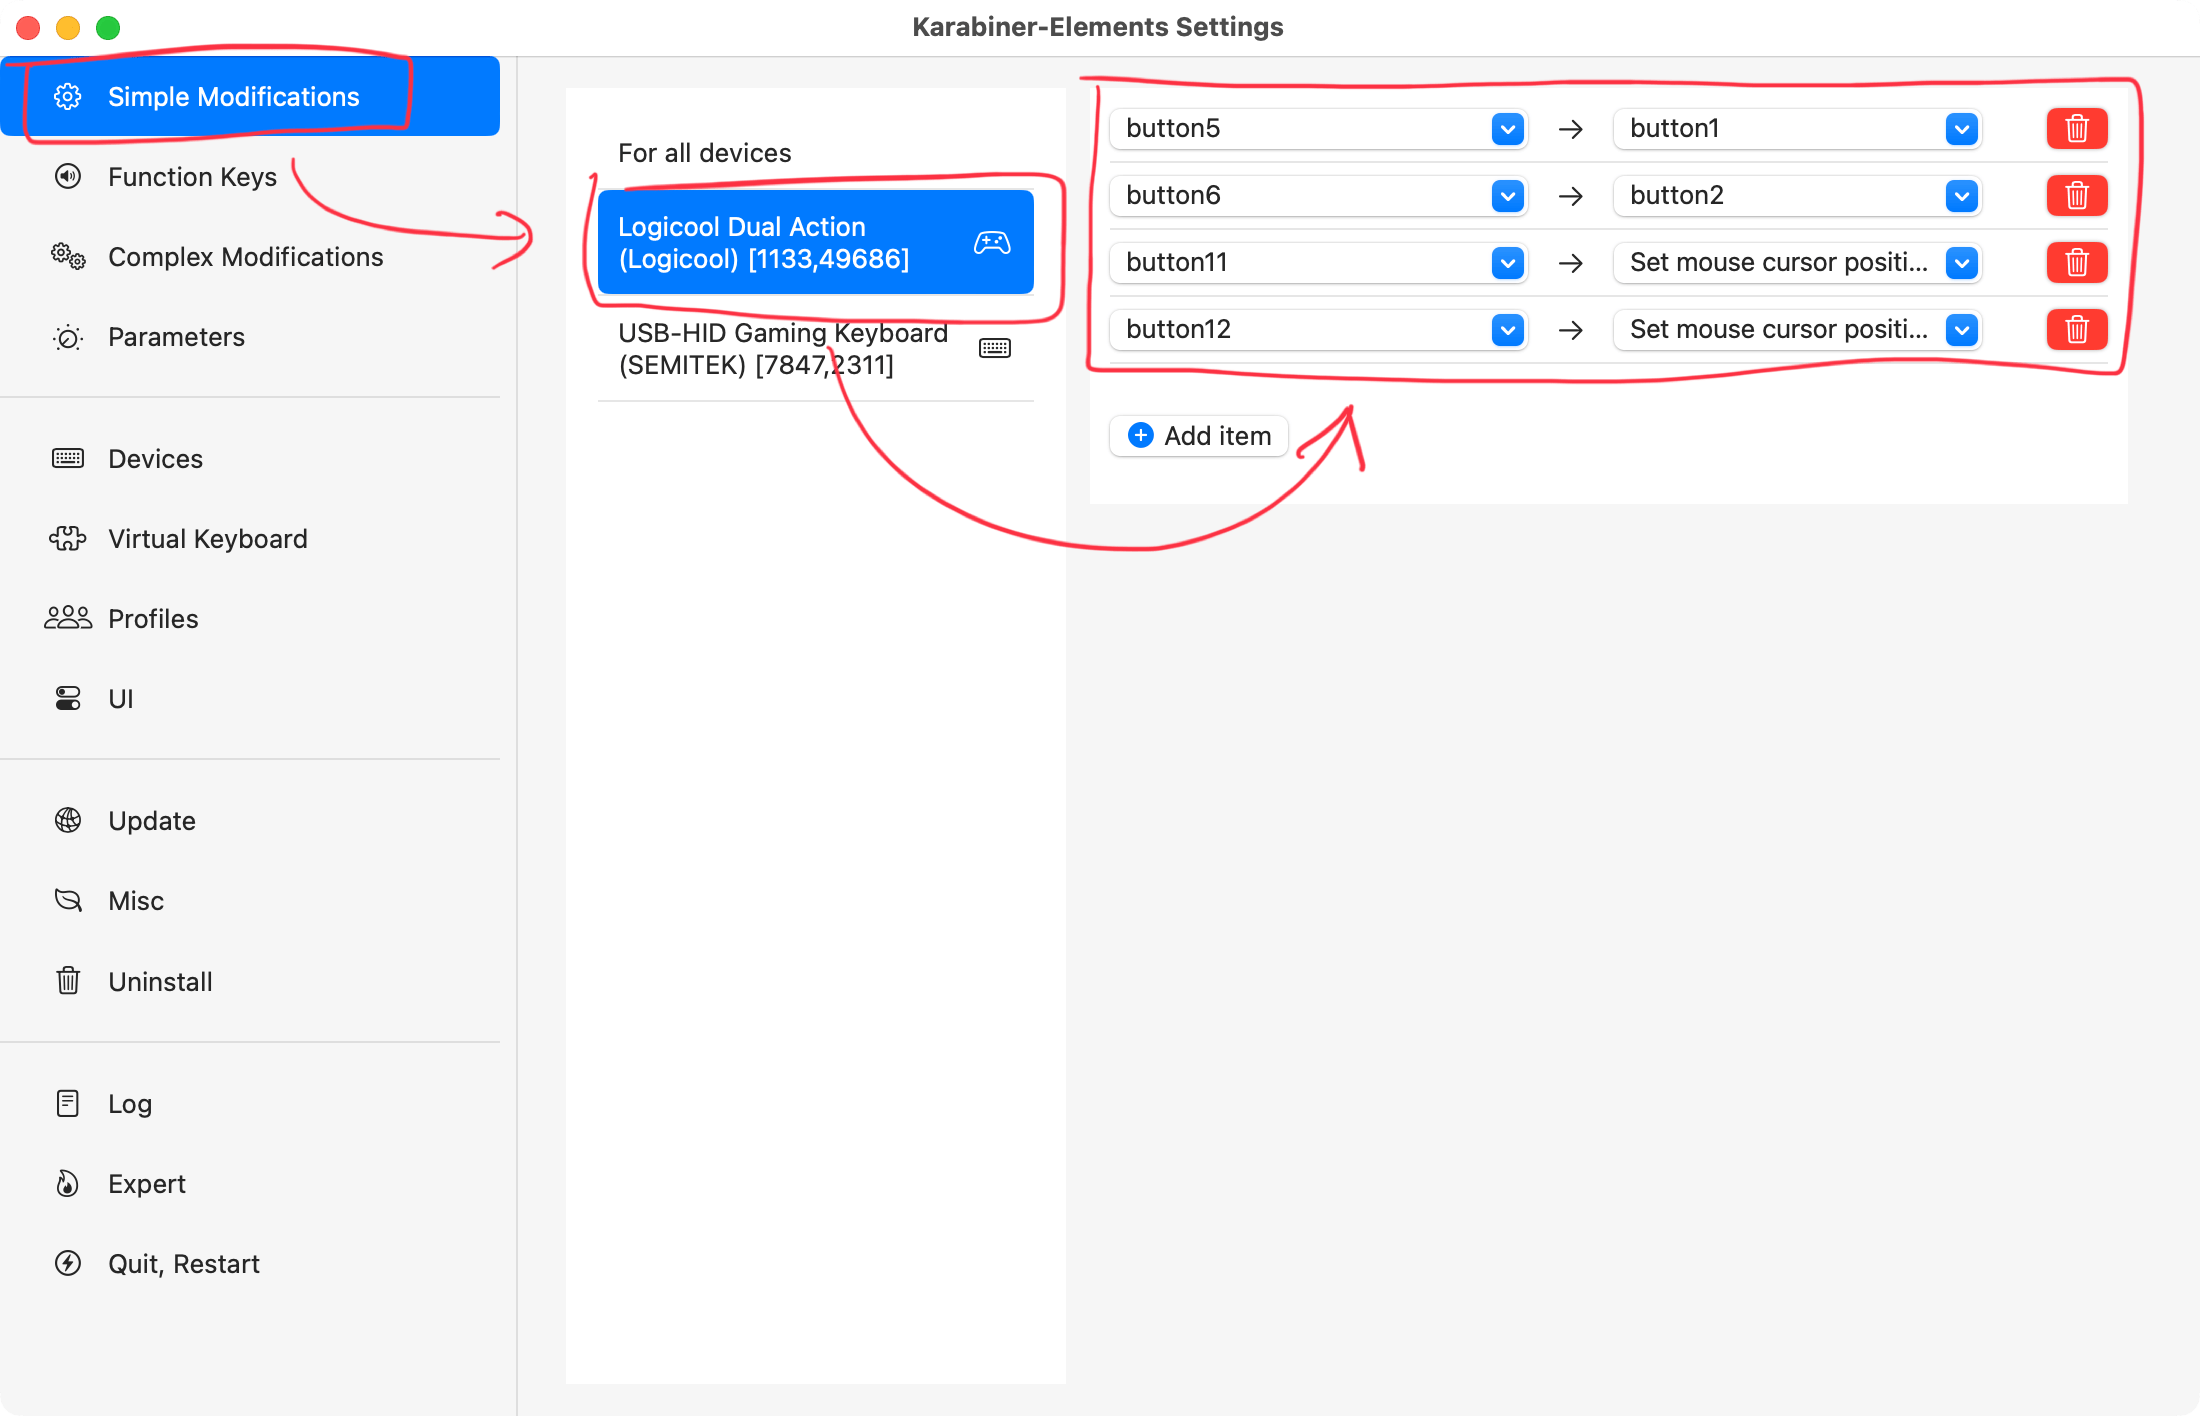 Karabiner-Elements Settings
Simple Modifications
Function Keys
Complex Modifications
Parameters
Devices
Virtual Keyboard
Profiles
UI
Update
Misc
Uninstall
Log
Expert
Quit, Restart
For all devices
Logicool Dual Action
(Logicool) [1133,49686]
USB-HID Gaming Keyboard
(SEMITEK) [7847,2311]
button5 → button1
button6 → button2
button11 → Set mouse cursor positi...
button12 → Set mouse cursor positi...
Add item